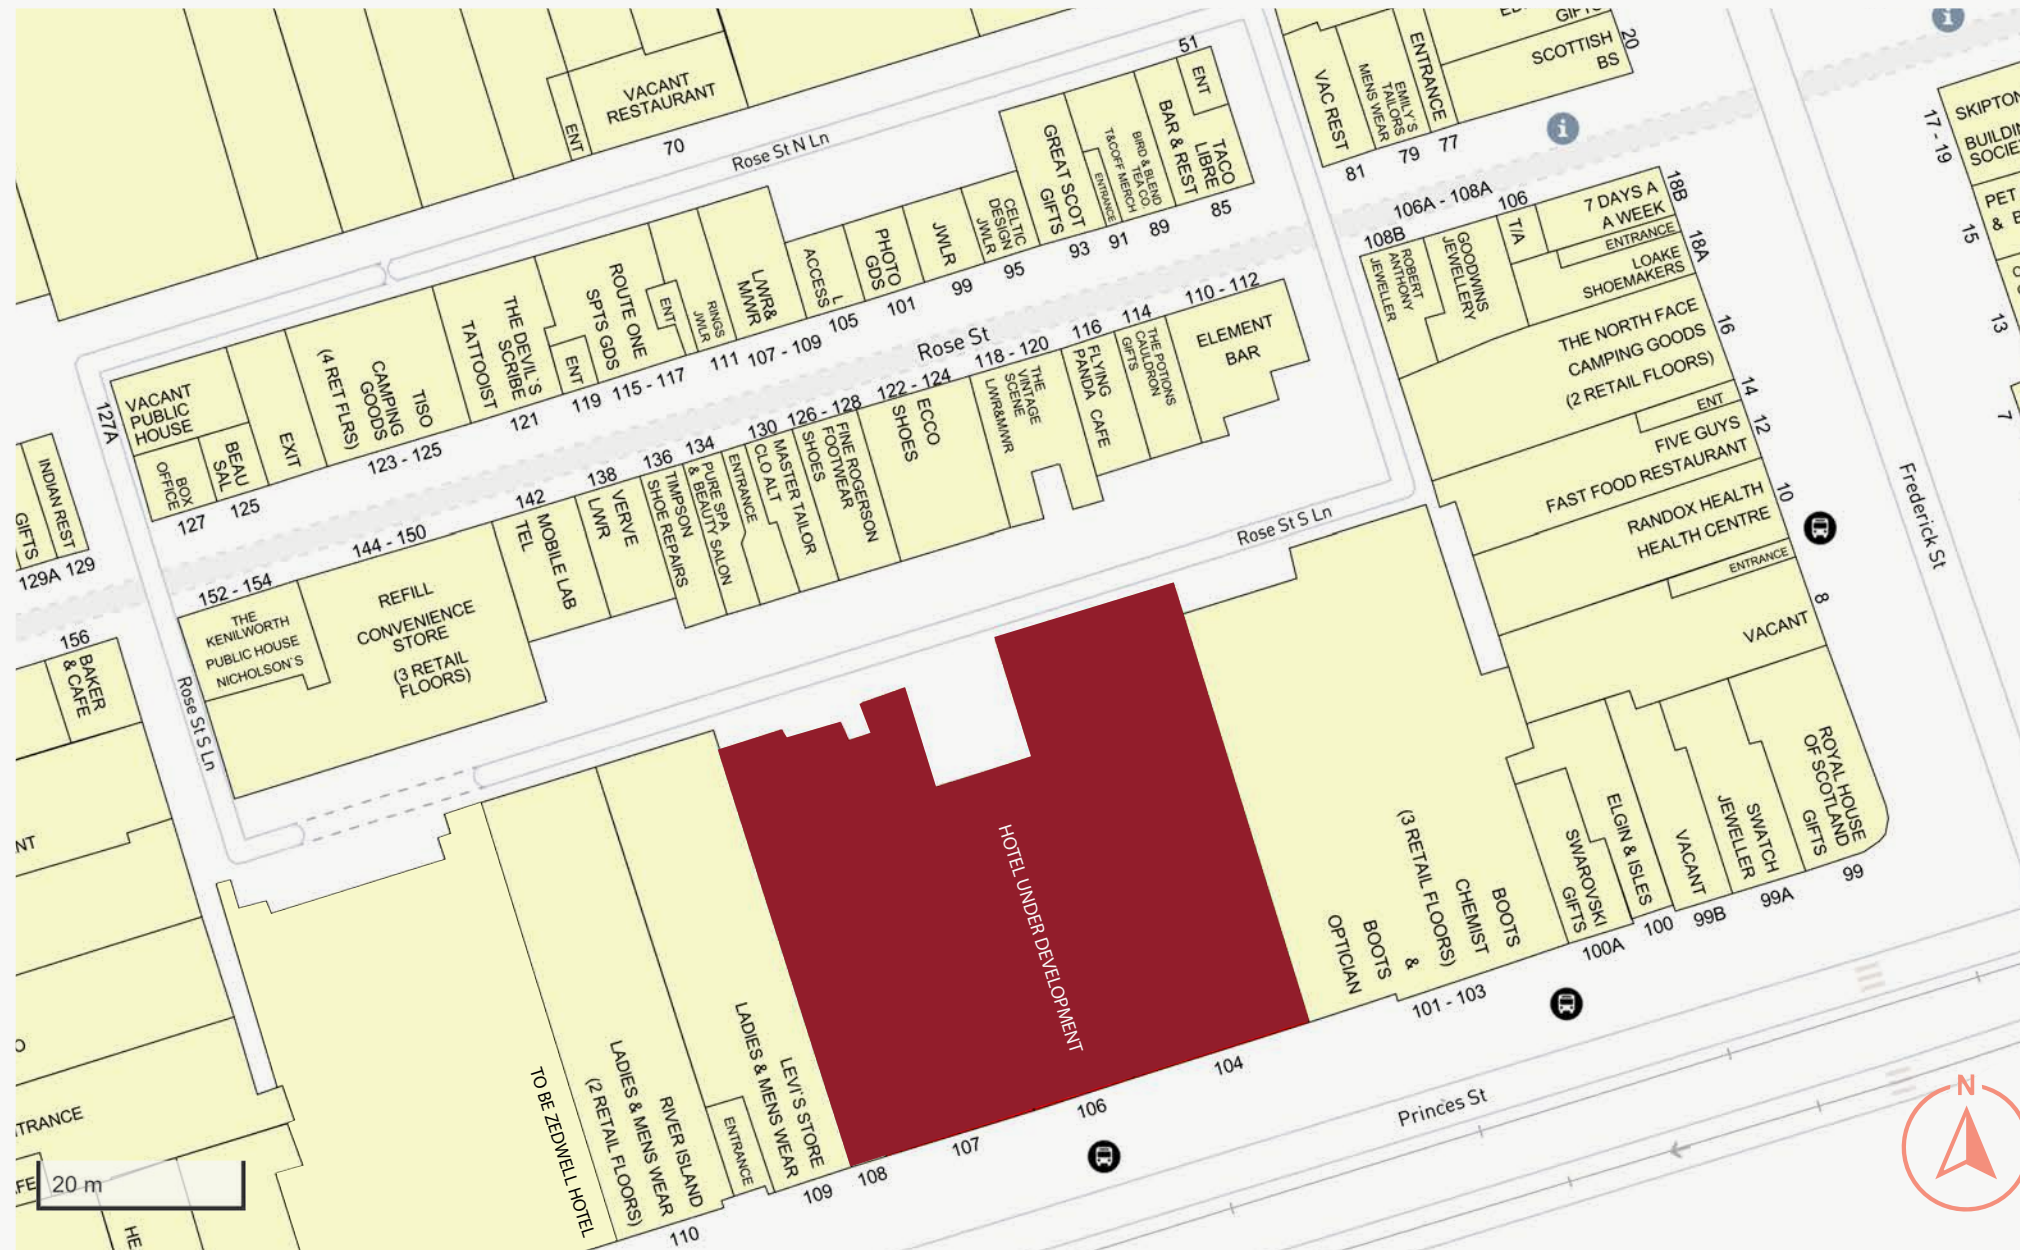 VACANT
RESTAURANT
ENT
70
Rose St N Ln
51
ENT
TACO
LIBRE
BAR & REST
85
BIRD & BLEND
TEA CO.
89
T&COFF MERCH
ENTRANCE
91
GREAT SCOT
GIFTS
93
CELTIC
DESIGN
JWLR
95
JWLR
99
PHOTO
GDS
101
ACCESS
L
105
L/WR&
M/WR
107 - 109
RINGS
JWLR
111
ENT
ROUTE ONE
SPTS GDS
115 - 117
ENT
119
THE DEVIL'S
SCRIBE
TATTOOIST
121
TISO
CAMPING
GOODS
(4 RET FLRS)
123 - 125
EXIT
BEAU
SAL
125
BOX
OFFICE
127
VACANT
PUBLIC
HOUSE
127A
INDIAN REST
GIFTS
129A
129
VAC REST
81
EMILY'S
TAILORS
MENS WEAR
79
ENTRANCE
77
GIFTS
SCOTTISH
BS
20
17 - 19
SKIPTON
BUILDIN
SOCIE
PET
& B
15
13
7
106A - 108A
106
108B
ROBERT
ANTHONY
JEWELLER
GOODWINS
JEWELLERY
T/A
7 DAYS A
A WEEK
18B
ENTRANCE
LOAKE
SHOEMAKERS
18A
THE NORTH FACE
CAMPING GOODS
(2 RETAIL FLOORS)
16
14
ENT
12
FIVE GUYS
FAST FOOD RESTAURANT
10
RANDOX HEALTH
HEALTH CENTRE
ENTRANCE
8
VACANT
Frederick St
Rose St
110 - 112
ELEMENT
BAR
114
THE POTIONS
CAULDRON
GIFTS
116
FLYING
PANDA CAFE
118 - 120
THE
VINTAGE
SCENE
L/WR&M/WR
122 - 124
ECCO
SHOES
126 - 128
FINE ROGERSON
FOOTWEAR
SHOES
130
MASTER TAILOR
CLO ALT
ENTRANCE
134
PURE SPA
& BEAUTY SALON
136
TIMPSON
SHOE REPAIRS
138
VERVE
L/WR
142
MOBILE LAB
TEL
144 - 150
REFILL
CONVENIENCE
STORE
(3 RETAIL
FLOORS)
152 - 154
THE
KENILWORTH
PUBLIC HOUSE
NICHOLSON'S
156
BAKER
& CAFE
Rose St S Ln
Rose St S Ln
NT
O
TRANCE
FE
HE
20 m
TO BE ZEDWELL HOTEL
RIVER ISLAND
LADIES & MENS WEAR
(2 RETAIL FLOORS)
110
ENTRANCE
LEVI'S STORE
LADIES & MENS WEAR
109
108
107
106
104
HOTEL UNDER DEVELOPMENT
BOOTS
CHEMIST
(3 RETAIL FLOORS)
&
BOOTS
OPTICIAN
101 - 103
SWAROVSKI
GIFTS
100A
ELGIN & ISLES
100
VACANT
99B
SWATCH
JEWELLER
99A
ROYAL HOUSE
OF SCOTLAND
GIFTS
99
Princes St
N